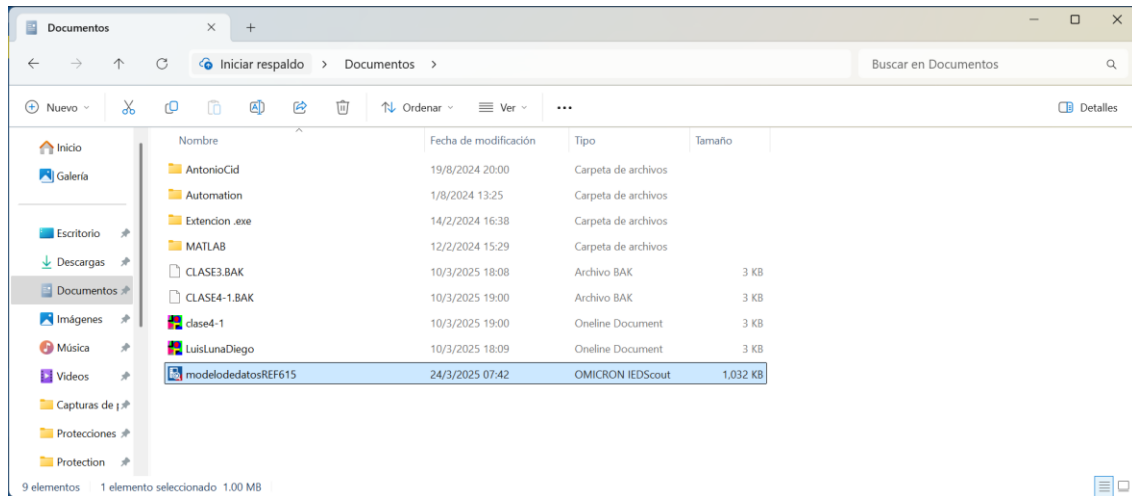 Documentos
Iniciar respaldo > Documentos >
Buscar en Documentos
Nuevo
Ordenar
Ver
Detalles
Nombre Fecha de modificación Tipo Tamaño
Inicio
Galería
Escritorio
Descargas
Documentos
Imágenes
Música
Videos
Capturas de
Protecciones
Protection
AntonioCid 19/8/2024 20:00 Carpeta de archivos
Automation 1/8/2024 13:25 Carpeta de archivos
Extencion .exe 14/2/2024 16:38 Carpeta de archivos
MATLAB 12/2/2024 15:29 Carpeta de archivos
CLASE3.BAK 10/3/2025 18:08 Archivo BAK 3 KB
CLASE4-1.BAK 10/3/2025 19:00 Archivo BAK 3 KB
clase4-1 10/3/2025 19:00 Oneline Document 3 KB
LuisLunaDiego 10/3/2025 18:09 Oneline Document 3 KB
modelodedatosREF615 24/3/2025 07:42 OMICRON IEDScout 1,032 KB
9 elementos 1 elemento seleccionado 1.00 MB